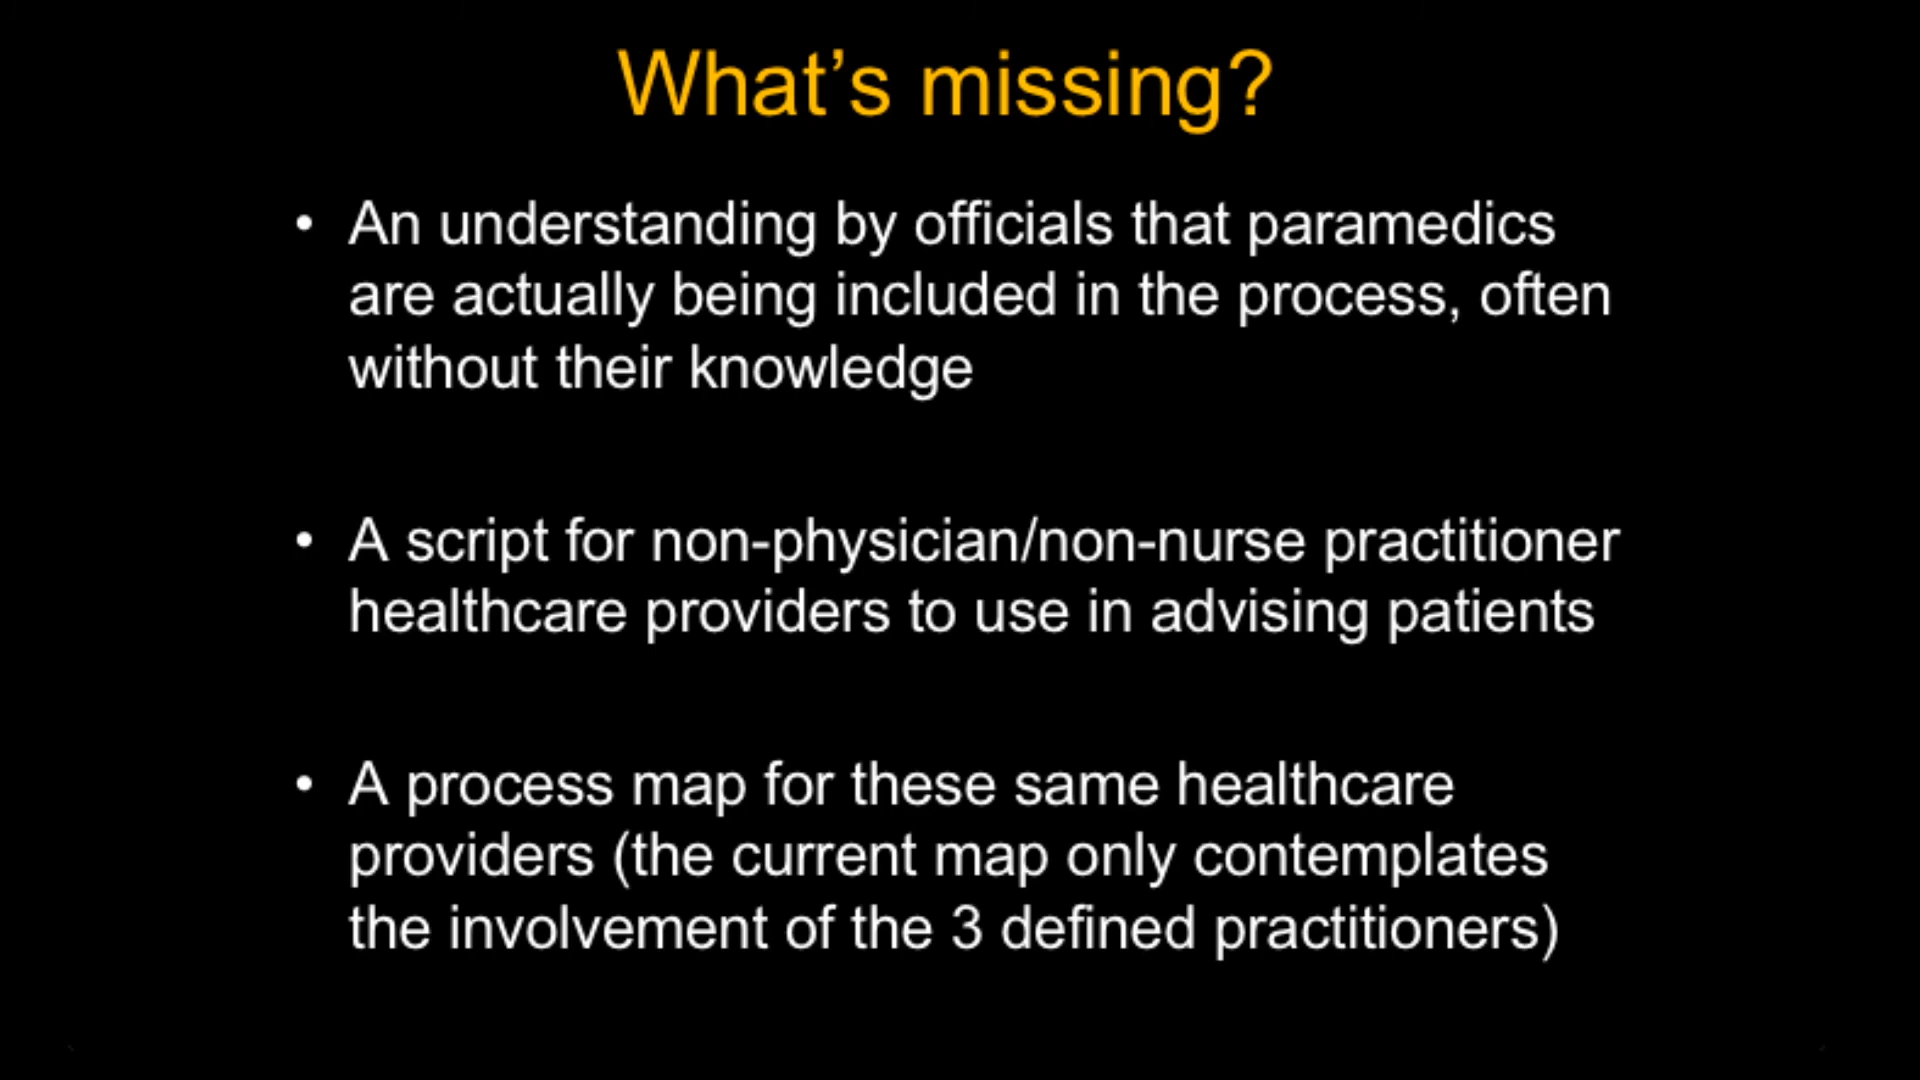 What’s missing?
• An understanding by officials that paramedics
are actually being included in the process, often
without their knowledge
• A script for non-physician/non-nurse practitioner
healthcare providers to use in advising patients
• A process map for these same healthcare
providers (the current map only contemplates
the involvement of the 3 defined practitioners)